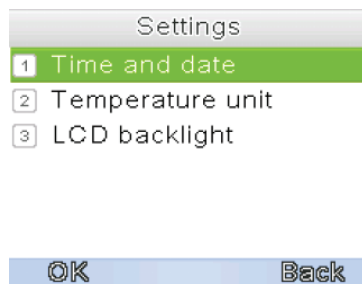 Settings
1 Time and date
2 Temperature unit
3 LCD backlight
OK Back